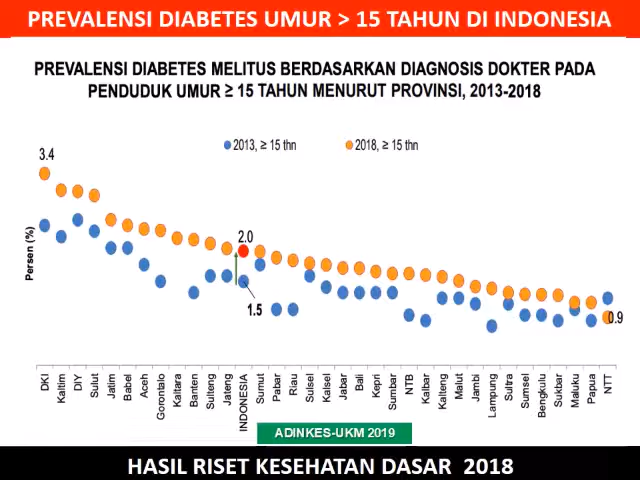 PREVALENSI DIABETES UMUR > 15 TAHUN DI INDONESIA
PREVALENSI DIABETES MELITUS BERDASARKAN DIAGNOSIS DOKTER PADA
PENDUDUK UMUR ≥ 15 TAHUN MENURUT PROVINSI, 2013-2018
2013, ≥ 15 thn
2018, ≥ 15 thn
3.4
2.0
1.5
0.9
Persen (%)
DKI
Kaltim
DIY
Sulut
Jatim
Babel
Aceh
Gorontalo
Kaltara
Banten
Sulteng
Jateng
INDONESIA
Sumut
Pabar
Riau
Sulsel
Kalsel
Jabar
Bali
Kepri
Sumbar
NTB
Kalbar
Kalteng
Malut
Jambi
Lampung
Sultra
Sumsel
Bengkulu
Sukbar
Maluku
Papua
NTT
ADINKES-UKM 2019
HASIL RISET KESEHATAN DASAR 2018